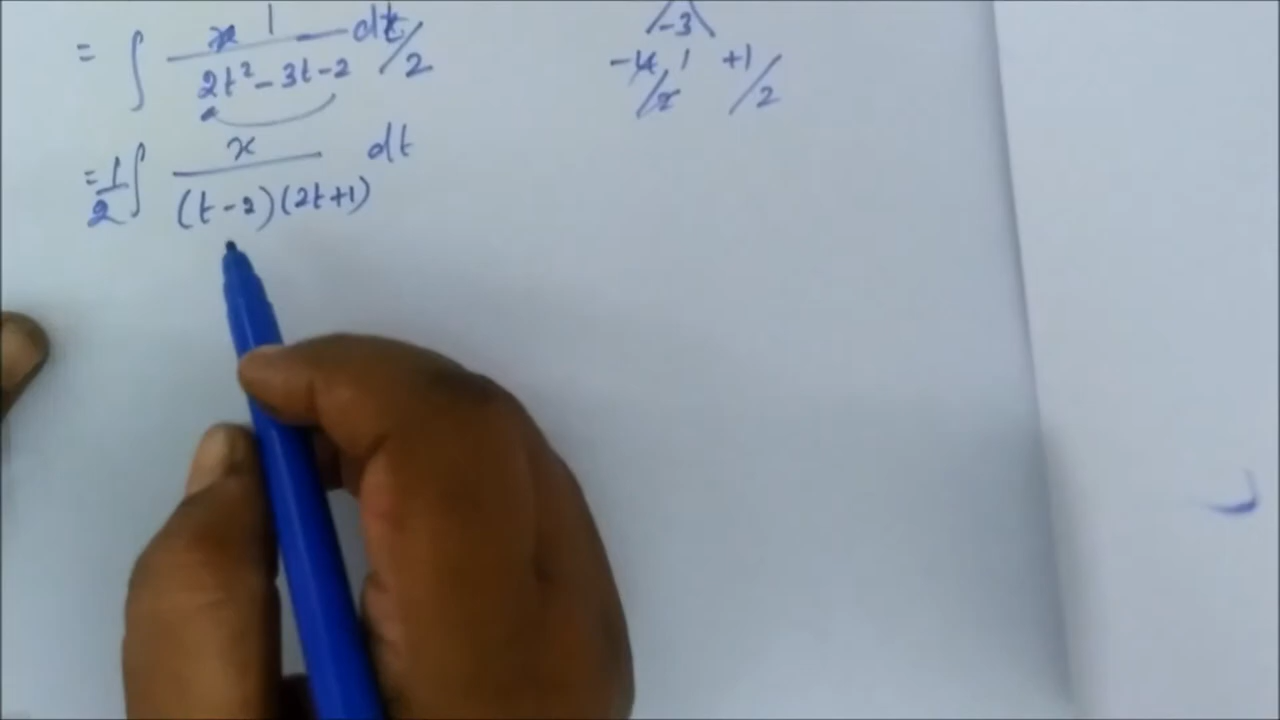 = ∫ 1 / (2t² - 3t - 2) dt/2
-3
-4/2 1 +1/2
= 1/2 ∫ x / ((t-2)(2t+1)) dt